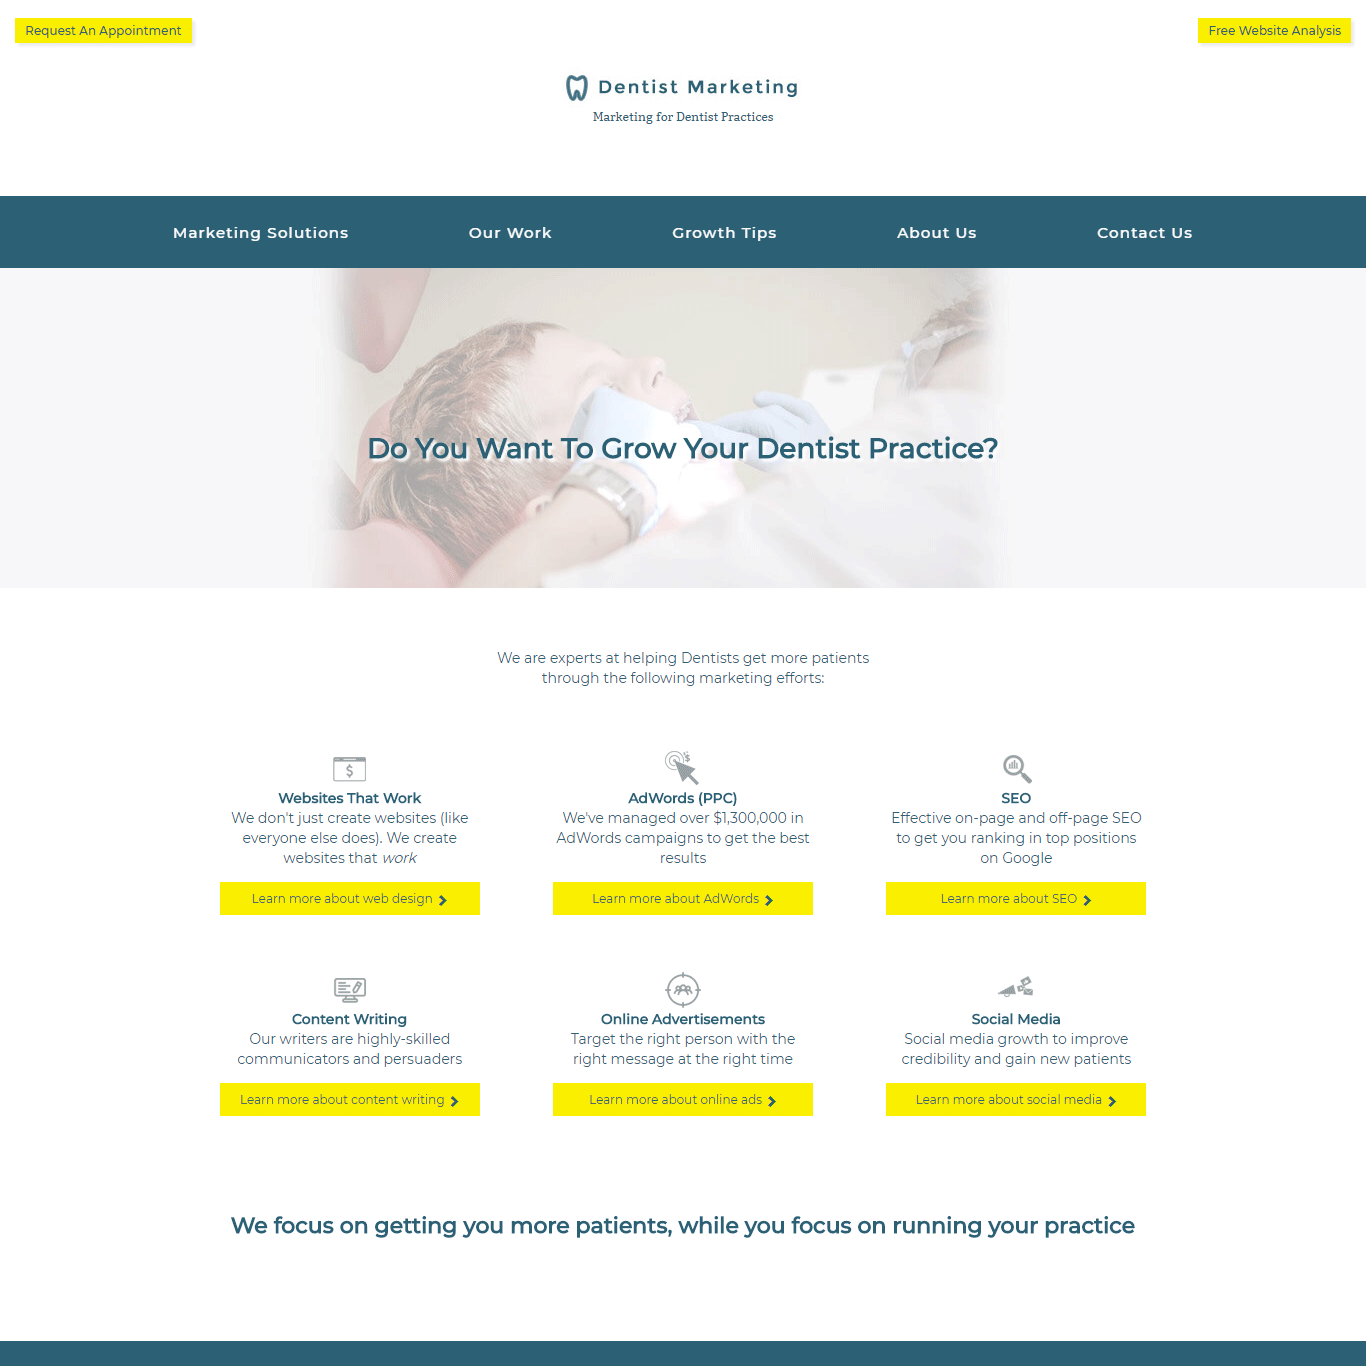 Request An Appointment
Free Website Analysis
Dentist Marketing
Marketing for Dentist Practices
Marketing Solutions
Our Work
Growth Tips
About Us
Contact Us
Do You Want To Grow Your Dentist Practice?
We are experts at helping Dentists get more patients
through the following marketing efforts:
Websites That Work
We don't just create websites (like
everyone else does). We create
websites that work
Learn more about web design
AdWords (PPC)
We've managed over $1,300,000 in
AdWords campaigns to get the best
results
Learn more about AdWords
SEO
Effective on-page and off-page SEO
to get you ranking in top positions
on Google
Learn more about SEO
Content Writing
Our writers are highly-skilled
communicators and persuaders
Learn more about content writing
Online Advertisements
Target the right person with the
right message at the right time
Learn more about online ads
Social Media
Social media growth to improve
credibility and gain new patients
Learn more about social media
We focus on getting you more patients, while you focus on running your practice